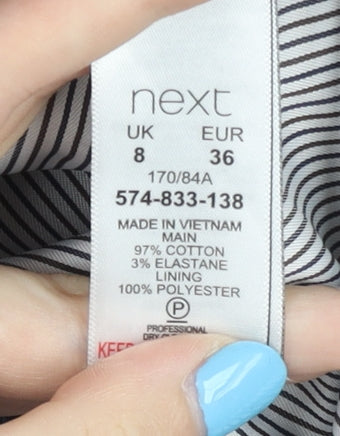 next
UK EUR
8 36
170/84A
574-833-138
MADE IN VIETNAM
MAIN
97% COTTON
3% ELASTANE
LINING
100% POLYESTER
P
PROFESSIONAL
DRY